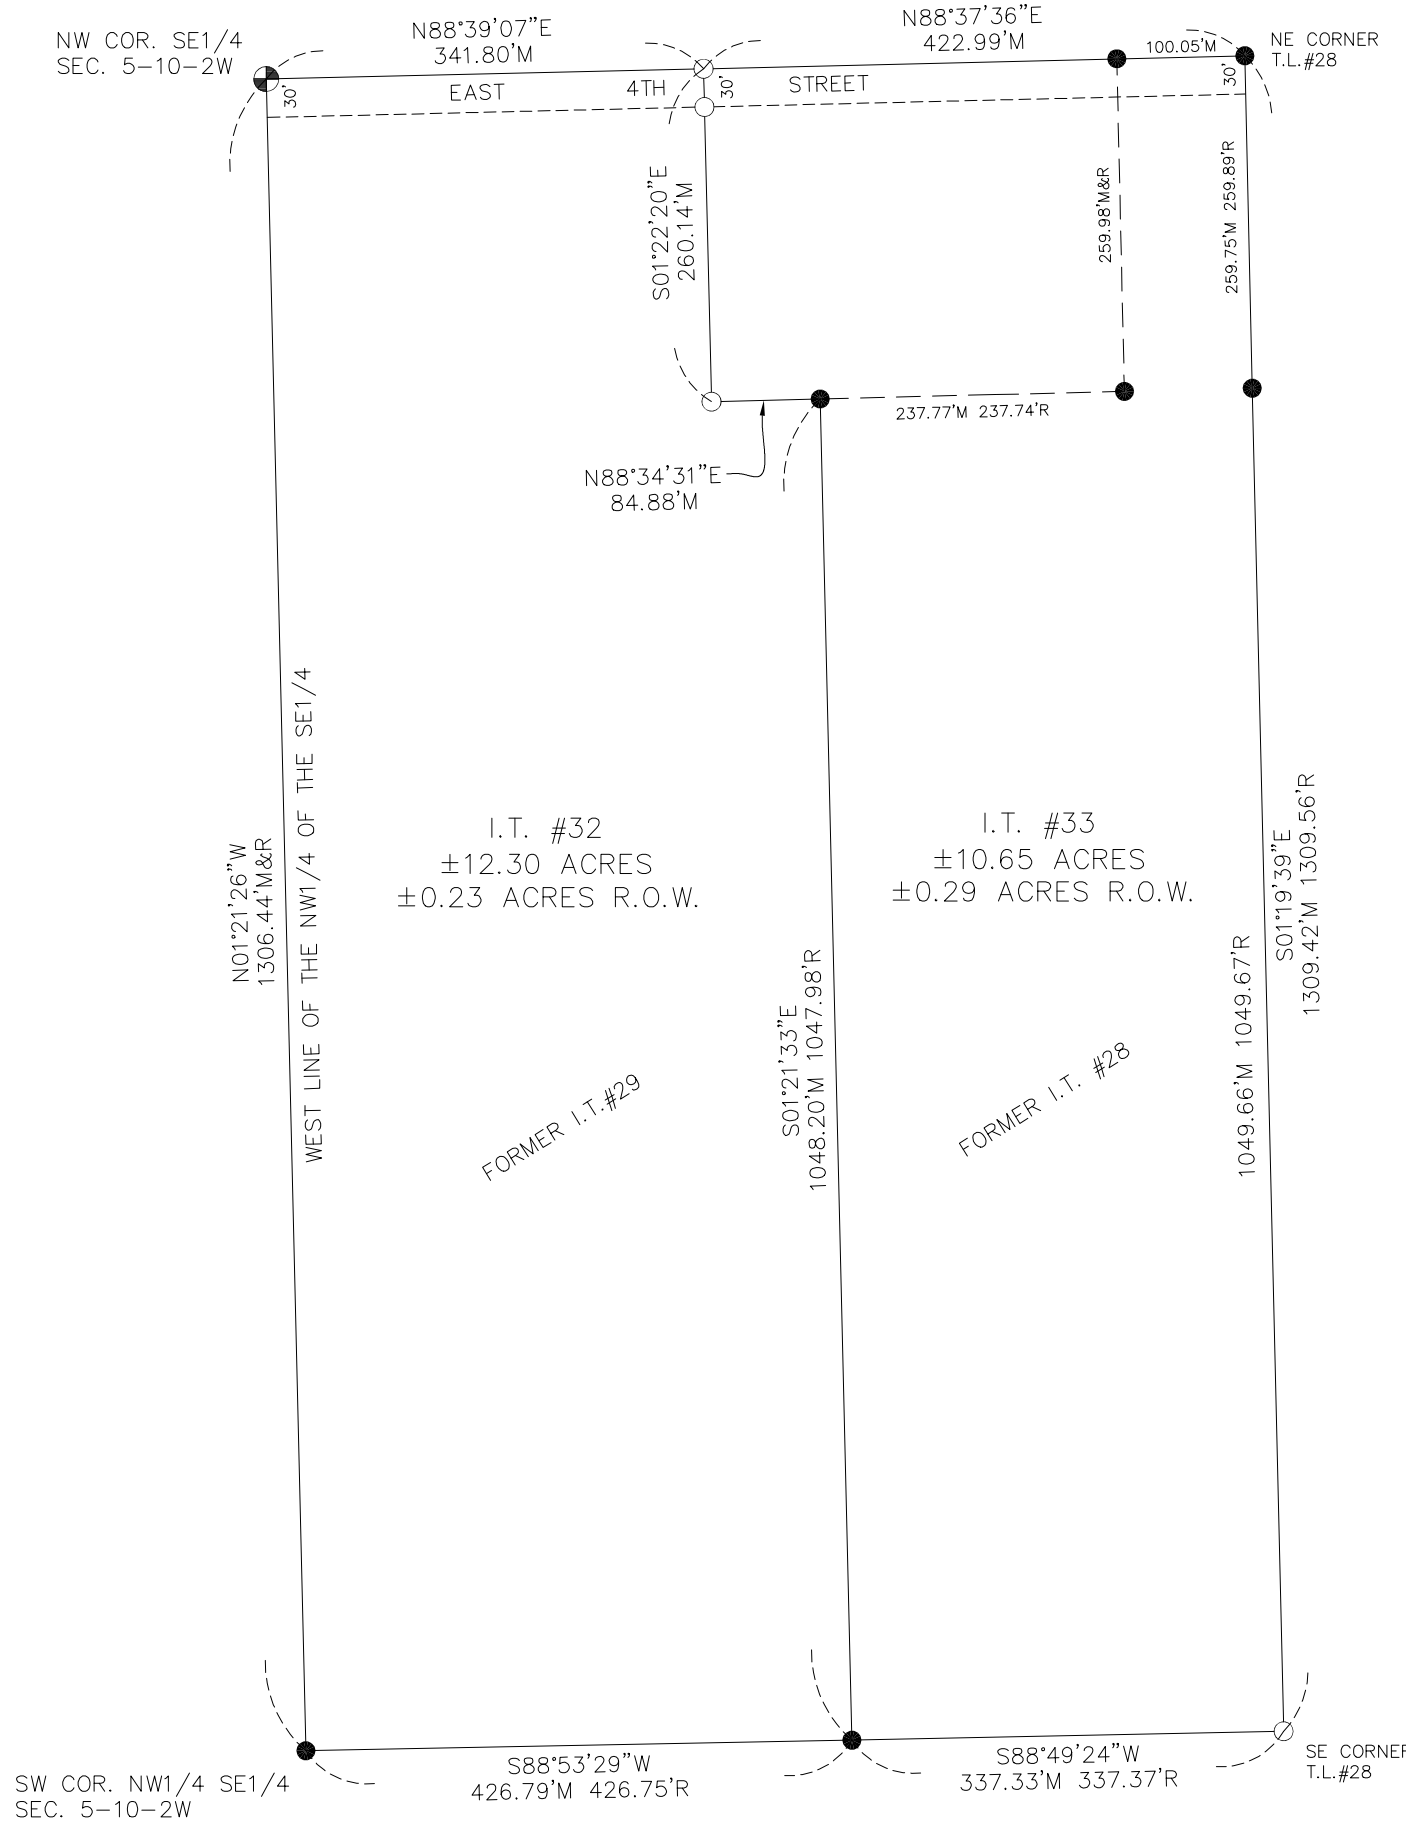 NW COR. SE1/4
SEC. 5-10-2W
N88°39'07"E
341.80'M
N88°37'36"E
422.99'M
100.05'M
NE CORNER
T.L.#28
30'
EAST 4TH STREET
30'
30'
S01°22'20"E
260.14'M
259.98'M&R
259.75'M 259.89'R
237.77'M 237.74'R
N88°34'31"E
84.88'M
N01°21'26"W
1306.44'M&R
WEST LINE OF THE NW1/4 OF THE SE1/4
I.T. #32
±12.30 ACRES
±0.23 ACRES R.O.W.
I.T. #33
±10.65 ACRES
±0.29 ACRES R.O.W.
S01°21'33"E
1048.20'M 1047.98'R
1049.66'M 1049.67'R
S01°19'39"E
1309.42'M 1309.56'R
FORMER I.T.#29
FORMER I.T. #28
S88°53'29"W
426.79'M 426.75'R
S88°49'24"W
337.33'M 337.37'R
SW COR. NW1/4 SE1/4
SEC. 5-10-2W
SE CORNER
T.L.#28